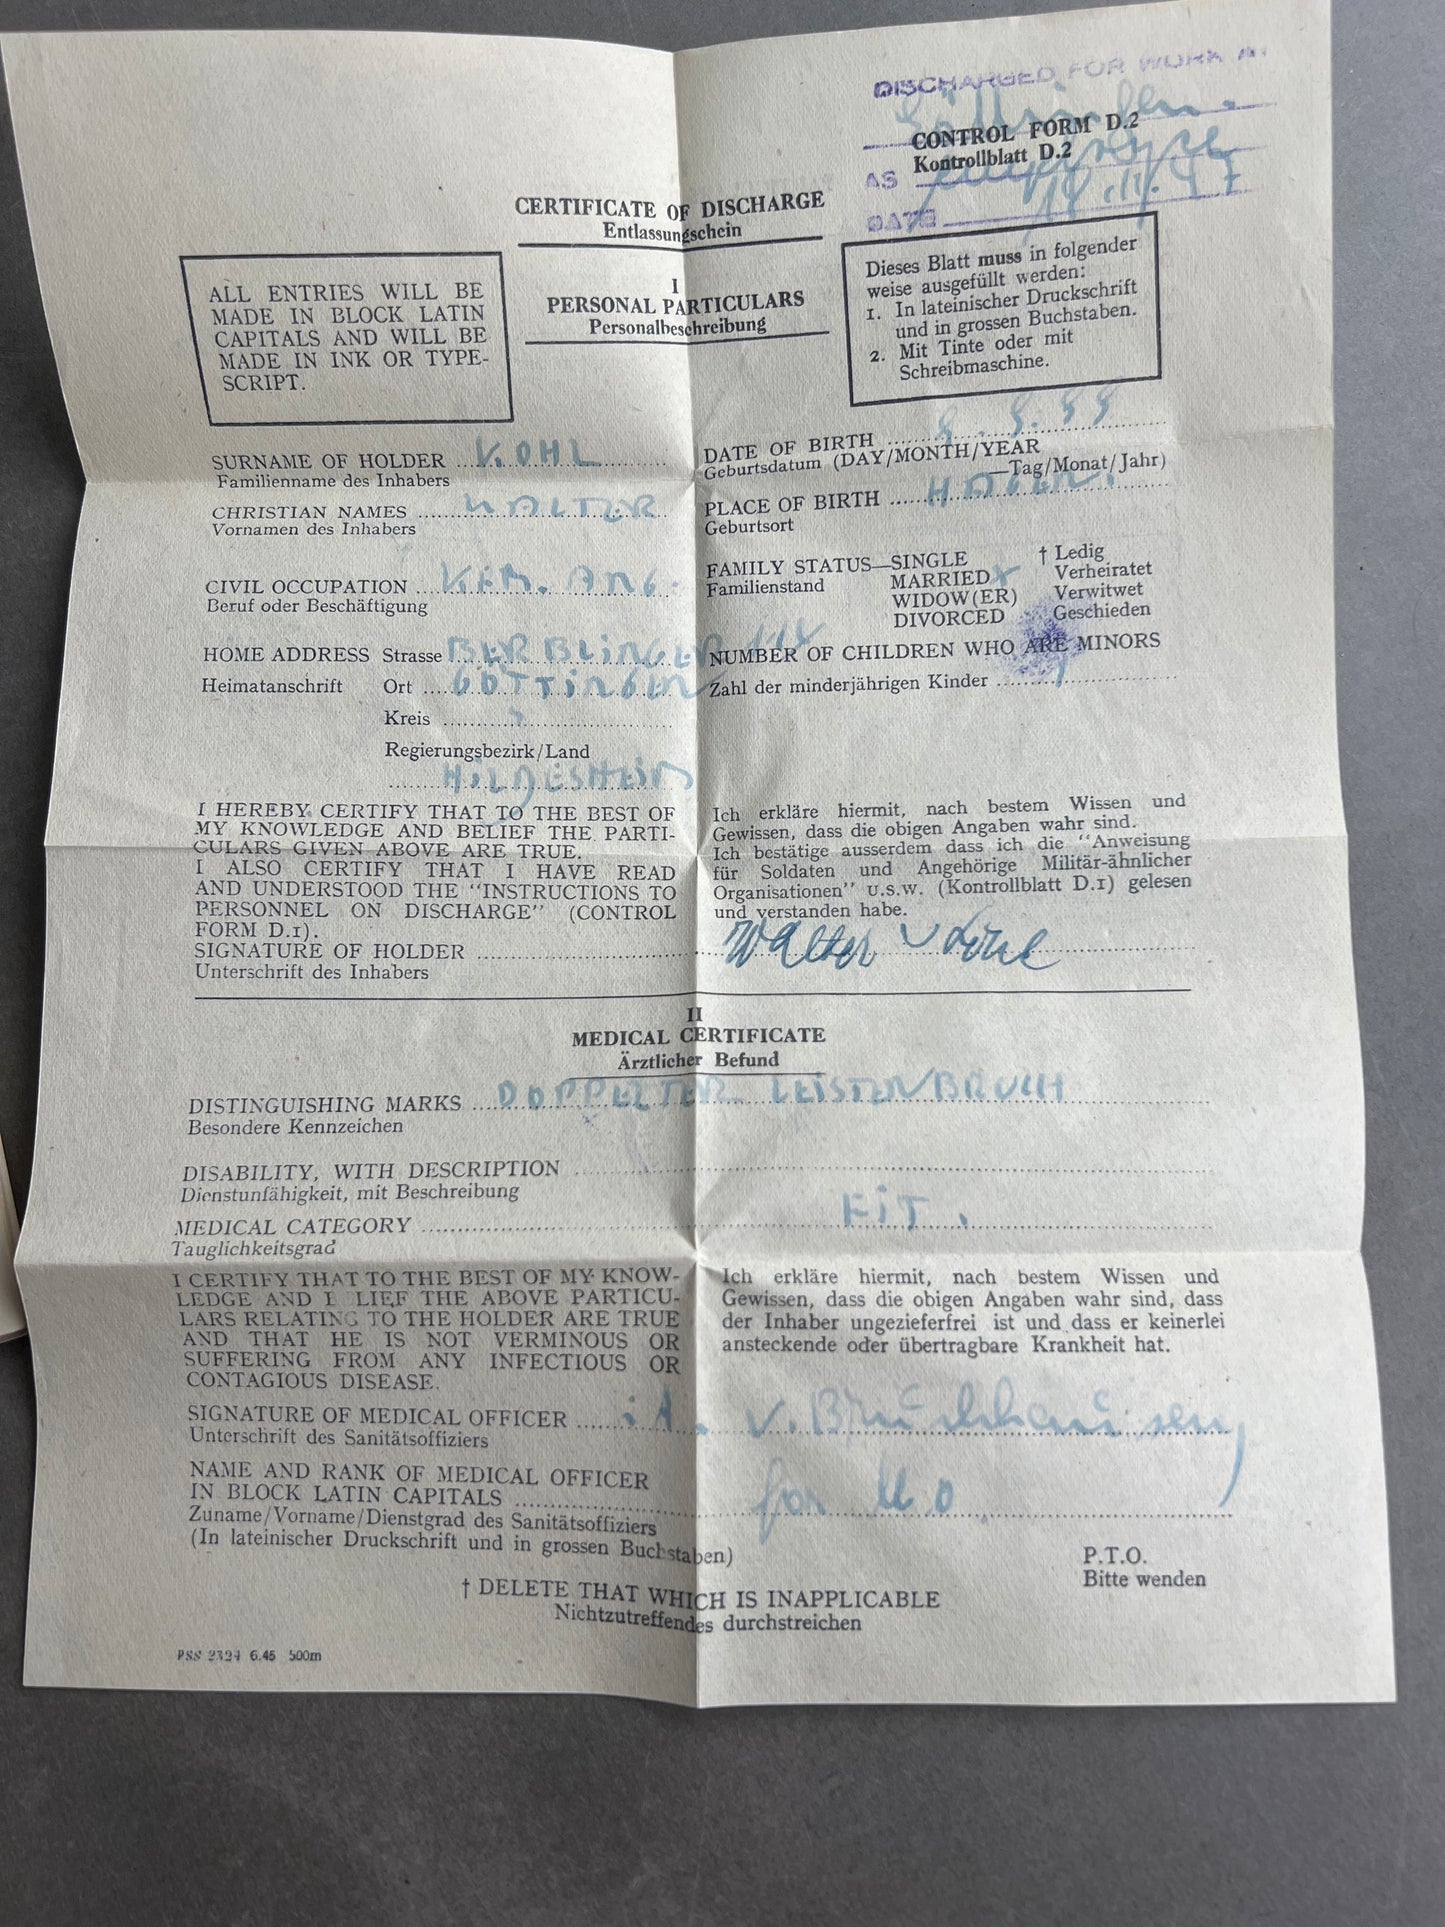 DISCHARGED FOR WORK AT
CONTROL FORM D.2
Kontrollblatt D.2
AS
DATE
CERTIFICATE OF DISCHARGE
Entlassungschein
ALL ENTRIES WILL BE
MADE IN BLOCK LATIN
CAPITALS AND WILL BE
MADE IN INK OR TYPE-
SCRIPT.
I
PERSONAL PARTICULARS
Personalbeschreibung
Dieses Blatt muss in folgender
weise ausgefüllt werden:
1. In lateinischer Druckschrift
und in grossen Buchstaben.
2. Mit Tinte oder mit
Schreibmaschine.
SURNAME OF HOLDER KOHL
Familienname des Inhabers
CHRISTIAN NAMES WALTER
Vornamen des Inhabers
CIVIL OCCUPATION KFM. ANG.
Beruf oder Beschäftigung
HOME ADDRESS Strasse
Heimatanschrift Ort GÖTTINGEN
Kreis
Regierungsbezirk/Land
HILDESHEIM
DATE OF BIRTH
Geburtsdatum (DAY/MONTH/YEAR
—Tag/Monat/Jahr)
PLACE OF BIRTH HAGEN.
Geburtsort
FAMILY STATUS—SINGLE † Ledig
Familienstand MARRIED x Verheiratet
WIDOW(ER) Verwitwet
DIVORCED Geschieden
NUMBER OF CHILDREN WHO ARE MINORS
Zahl der minderjährigen Kinder
I HEREBY CERTIFY THAT TO THE BEST OF
MY KNOWLEDGE AND BELIEF THE PARTI-
CULARS GIVEN ABOVE ARE TRUE.
I ALSO CERTIFY THAT I HAVE READ
AND UNDERSTOOD THE "INSTRUCTIONS TO
PERSONNEL ON DISCHARGE" (CONTROL
FORM D.1).
Ich erkläre hiermit, nach bestem Wissen und
Gewissen, dass die obigen Angaben wahr sind.
Ich bestätige ausserdem dass ich die "Anweisung
für Soldaten und Angehörige Militär-ähnlicher
Organisationen" u.s.w. (Kontrollblatt D.1) gelesen
und verstanden habe.
SIGNATURE OF HOLDER Walter
Unterschrift des Inhabers
II
MEDICAL CERTIFICATE
Ärztlicher Befund
DISTINGUISHING MARKS DOPPELTER LEISTENBRUCH
Besondere Kennzeichen
DISABILITY, WITH DESCRIPTION
Dienstunfähigkeit, mit Beschreibung
MEDICAL CATEGORY FIT.
Tauglichkeitsgrad
I CERTIFY THAT TO THE BEST OF MY KNOW-
LEDGE AND LIEF THE ABOVE PARTICU-
LARS RELATING TO THE HOLDER ARE TRUE
AND THAT HE IS NOT VERMINOUS OR
SUFFERING FROM ANY INFECTIOUS OR
CONTAGIOUS DISEASE.
Ich erkläre hiermit, nach bestem Wissen und
Gewissen, dass die obigen Angaben wahr sind, dass
der Inhaber ungezieferfrei ist und dass er keinerlei
ansteckende oder übertragbare Krankheit hat.
SIGNATURE OF MEDICAL OFFICER i.A. v. Bruchhausen,
Unterschrift des Sanitätsoffiziers
NAME AND RANK OF MEDICAL OFFICER
IN BLOCK LATIN CAPITALS for M.O.
Zuname/Vorname/Dienstgrad des Sanitätsoffiziers
(In lateinischer Druckschrift und in grossen Buchstaben)
P.T.O.
Bitte wenden
† DELETE THAT WHICH IS INAPPLICABLE
Nichtzutreffendes durchstreichen
PSS 2324 6.45 500m